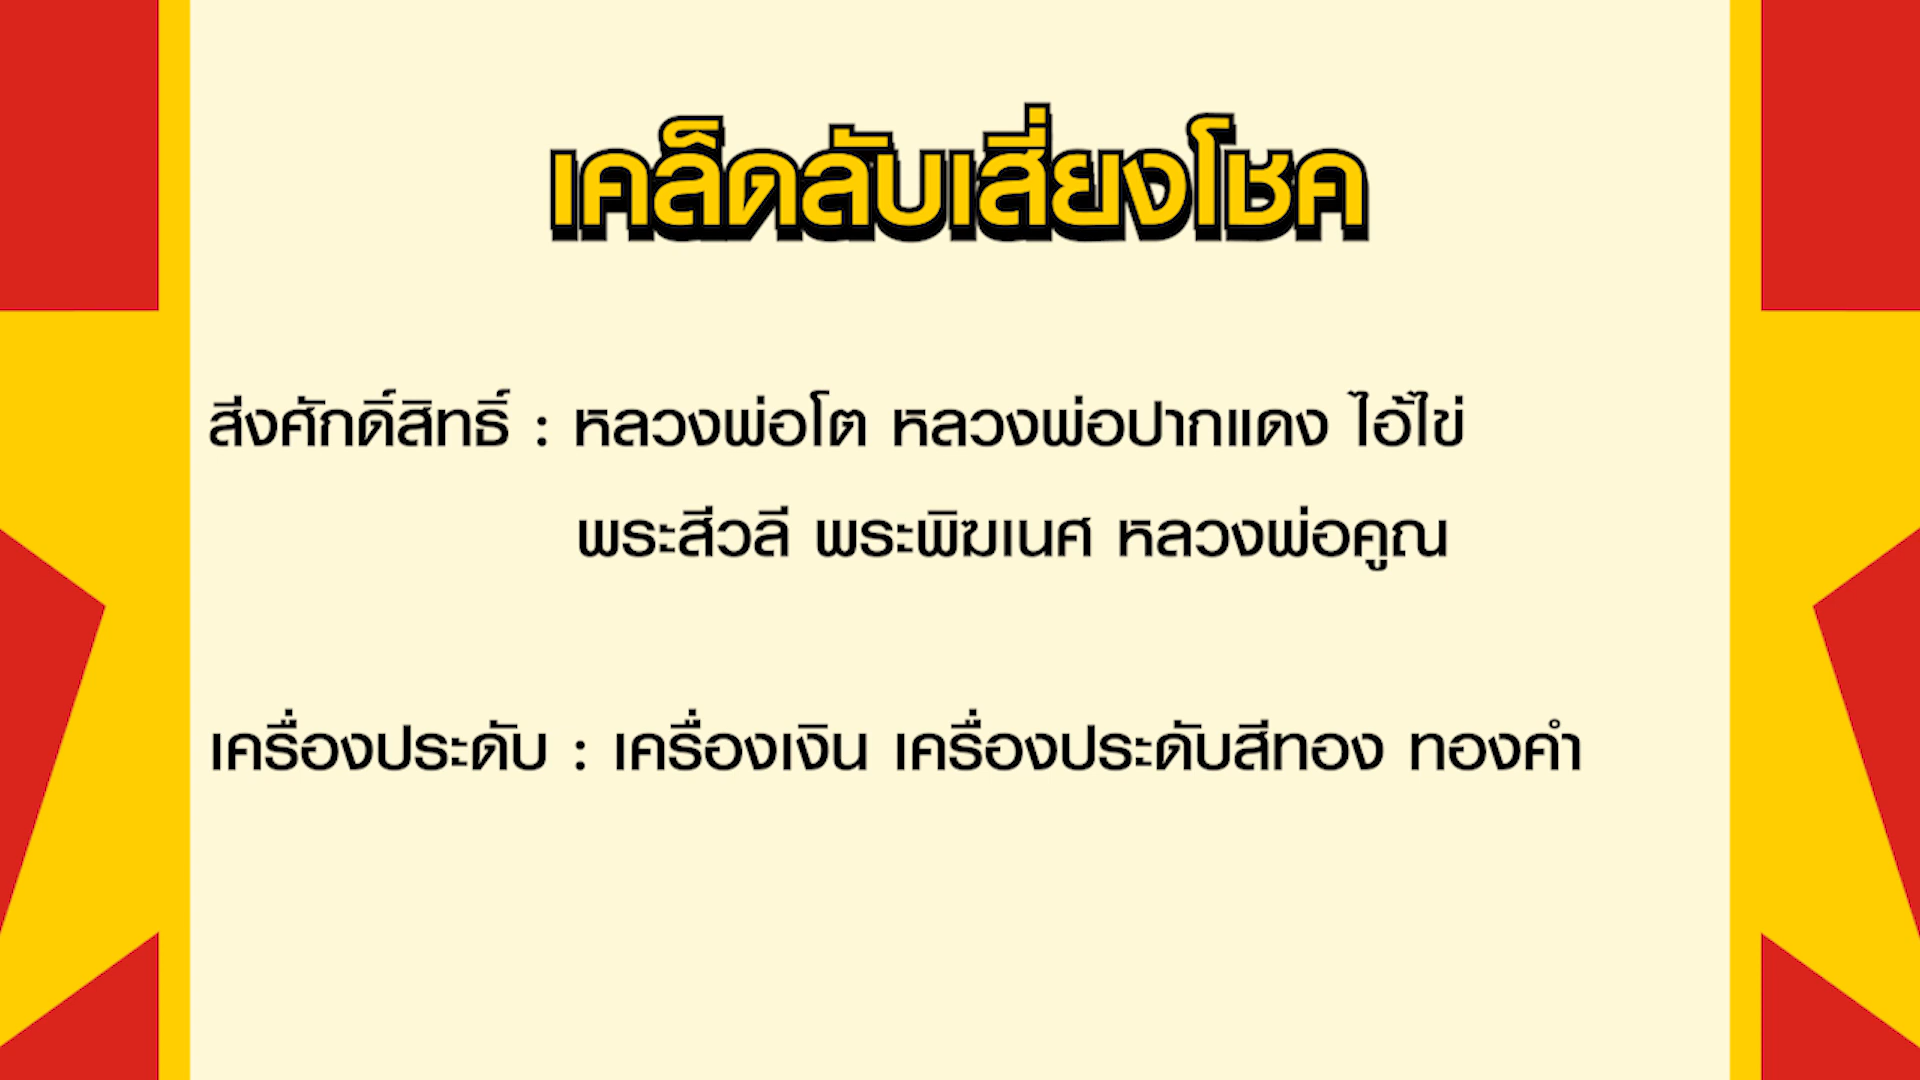 เคล็ดลับเสี่ยงโชค
สีงศักดิ์สิทธิ์ : หลวงพ่อโต หลวงพ่อปากแดง ไอ้ไข่
พระสีวลี พระพิฆเนศ หลวงพ่อคูณ
เครื่องประดับ : เครื่องเงิน เครื่องประดับสีทอง ทองคำ